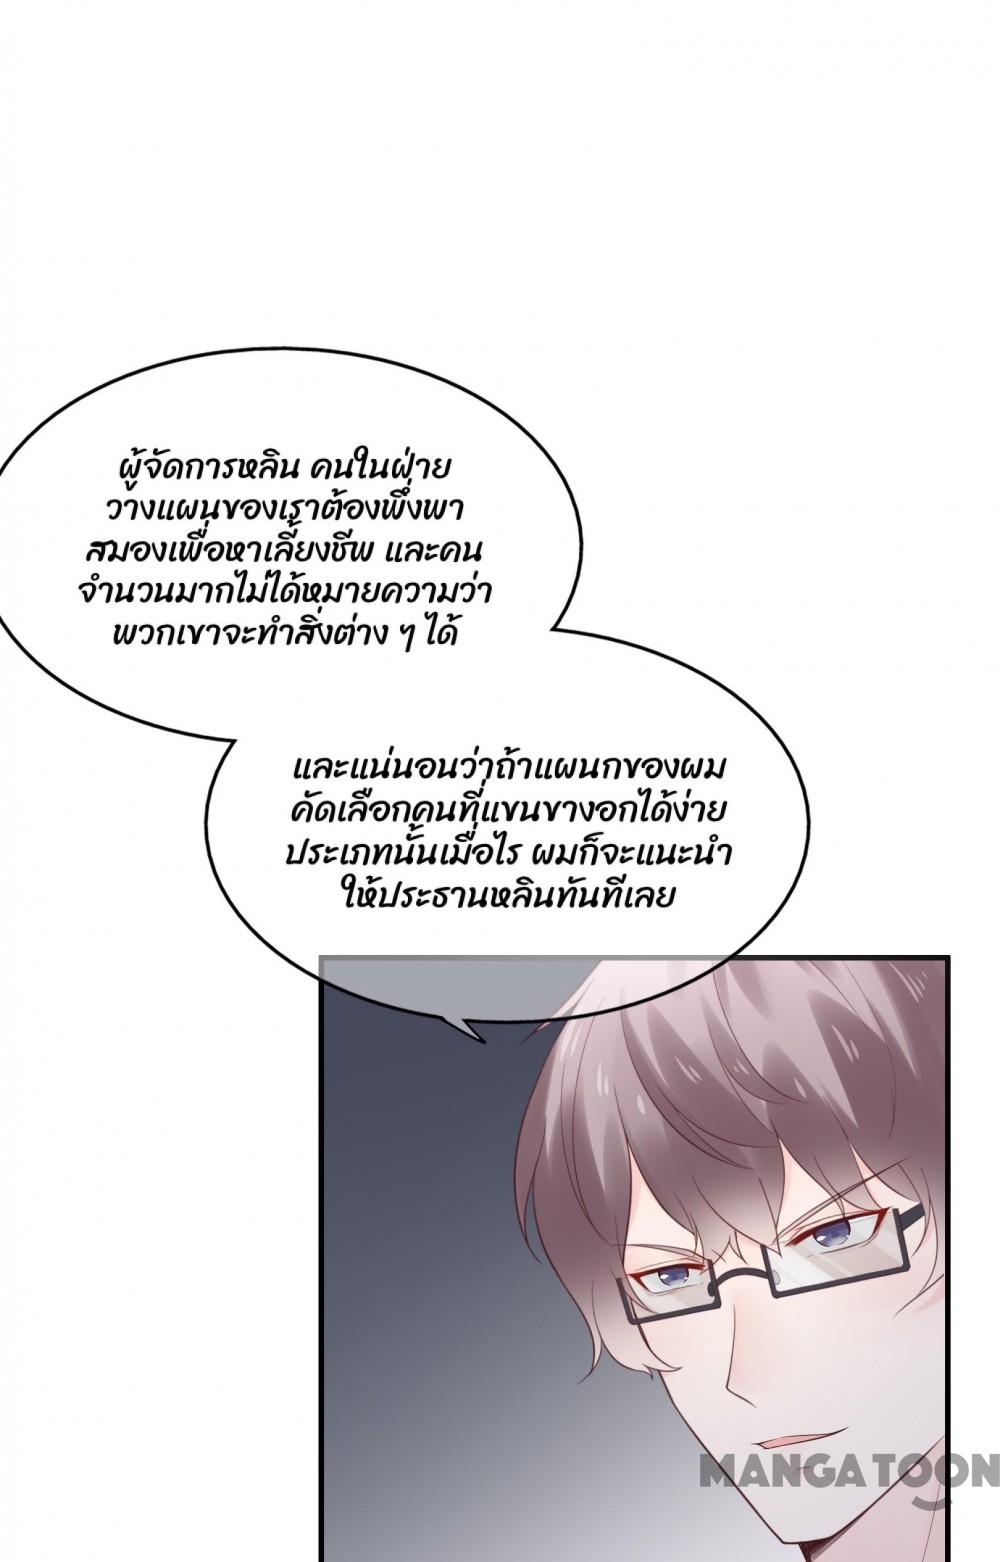 ผู้จัดการหลิน คนในฝ่าย
วางแผนของเราต้องพึ่งพา
สมองเพื่อหาเลี้ยงชีพ และคน
จำนวนมากไม่ได้หมายความว่า
พวกเขาจะทำสิ่งต่าง ๆ ได้
และแน่นอนว่าถ้าแผนกของผม
คัดเลือกคนที่แขนขางอกได้ง่าย
ประเภทนั้นเมื่อไร ผมก็จะแนะนำ
ให้ประธานหลินทันทีเลย
MANGATOON